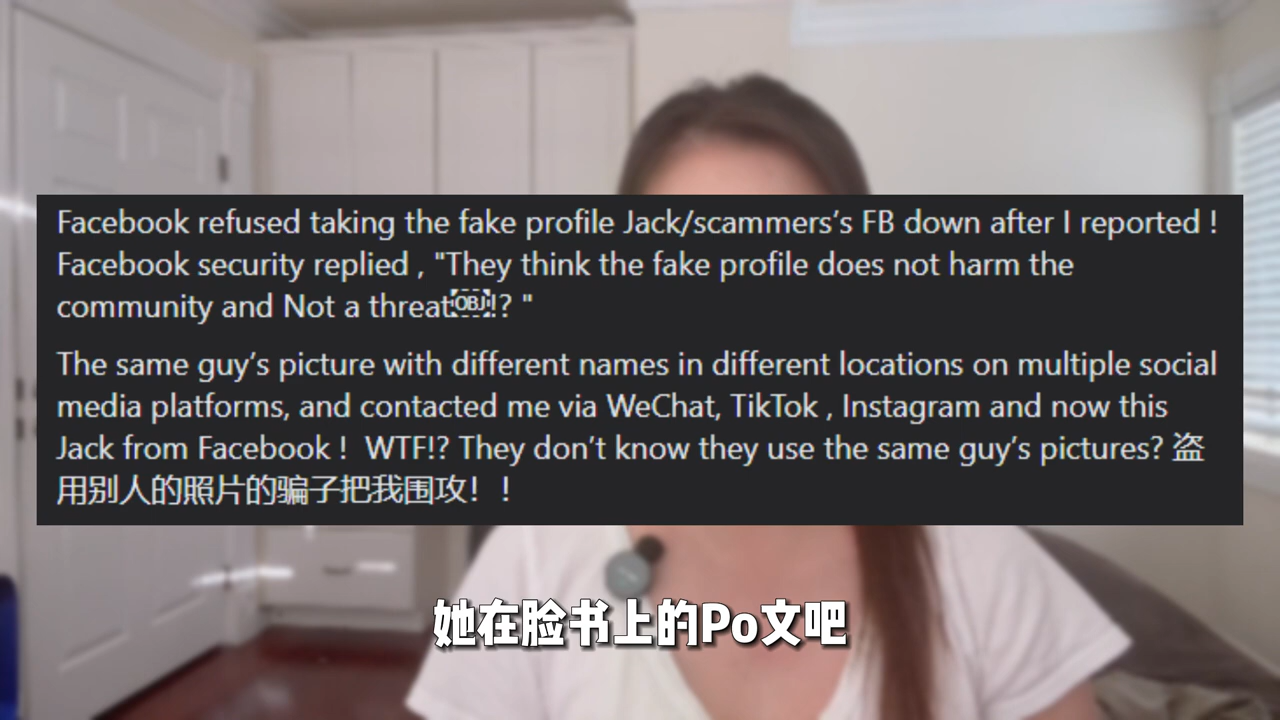 Facebook refused taking the fake profile Jack/scammers’s FB down after I reported !
Facebook security replied , "They think the fake profile does not harm the
community and Not a threat￼!? "
The same guy’s picture with different names in different locations on multiple social
media platforms, and contacted me via WeChat, TikTok , Instagram and now this
Jack from Facebook !  WTF!? They don’t know they use the same guy’s pictures? 盗
用别人的照片的骗子把我围攻！！
她在脸书上的Po文吧